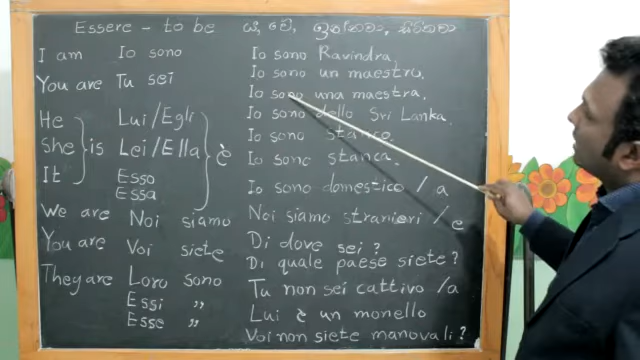 Essere - to be ය, වේ, ඉන්නවා, සිටිනවා
I am Io sono
You are Tu sei
He Lui/Egli
She is Lei/Ella è
It Esso
Essa
We are Noi siamo
You are Voi siete
They are Loro sono
Essi ,,
Esse ,,
Io sono Ravindra.
Io sono un maestro.
Io sono una maestra.
Io sono dello Sri Lanka.
Io sono stanco.
Io sono stanca.
Io sono domestico / a
Noi siamo stranieri / e
Di dove sei ?
Di quale paese siete ?
Tu non sei cattivo /a
Lui è un monello
Voi non siete manovali ?